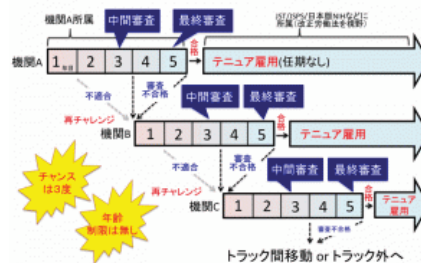 機関A所属
中間審査
最終審査
JST/JSPS/日本版NIHなどに
所属(改正労働法を視野)
機関A
1年目 2 3 4 5
合格
テニュア雇用(任期なし)
不適合
審査
不合格
再チャレンジ
中間審査
最終審査
機関B
1 2 3 4 5
合格
テニュア雇用
不適合
審査
不合格
再チャレンジ
中間審査
最終審査
機関C
1 2 3 4 5
合格
テニュア
雇用
審査不合格
チャンス
は3度
年齢
制限は無し
トラック間移動 or トラック外へ